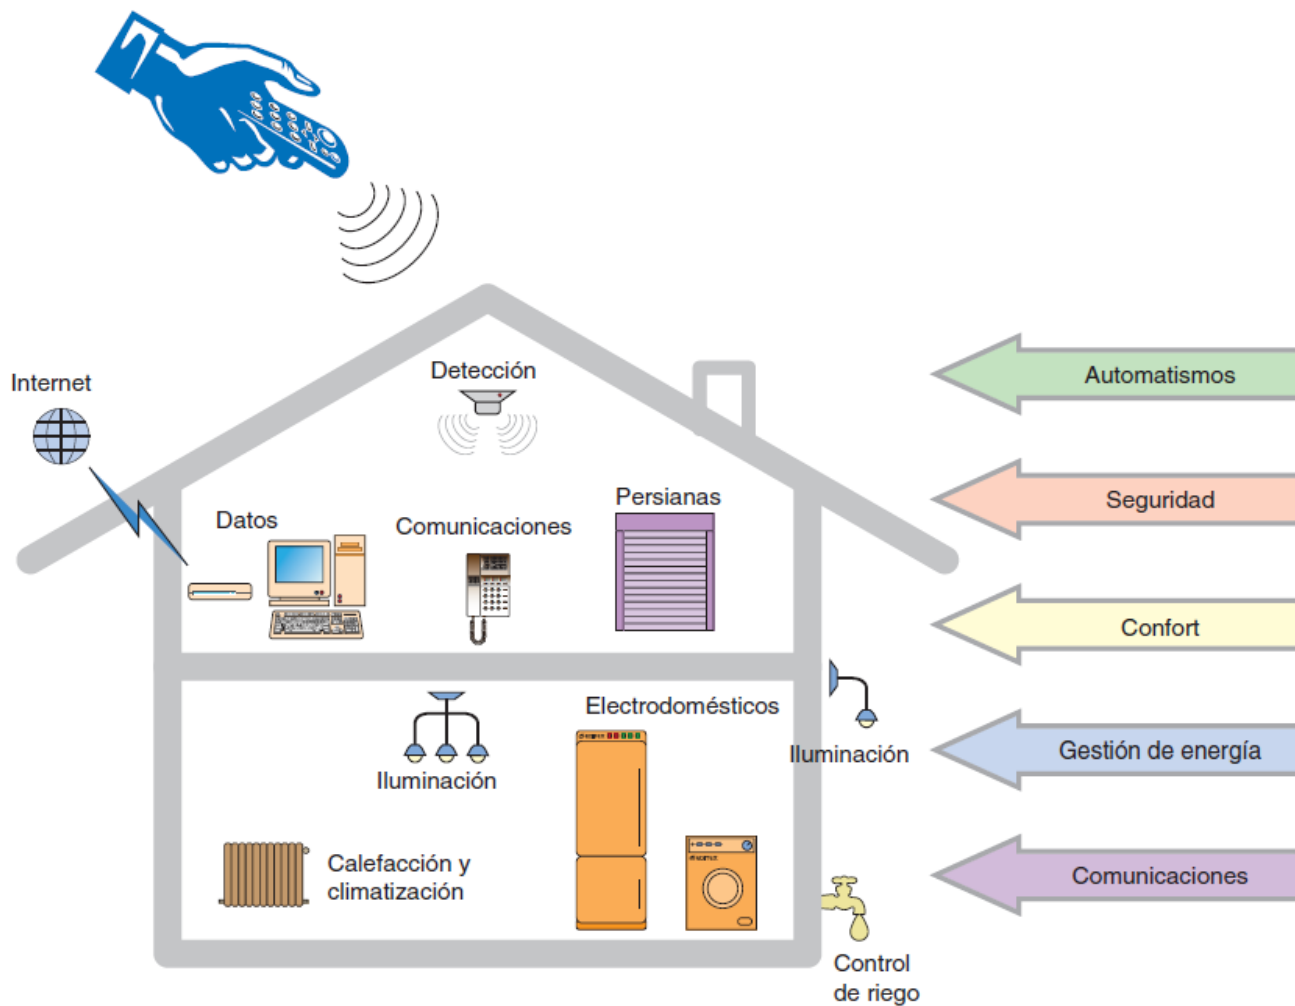 Internet
Detección
Automatismos
Datos
Comunicaciones
Persianas
Seguridad
Confort
Iluminación
Electrodomésticos
Iluminación
Gestión de energía
Calefacción y
climatización
Comunicaciones
Control
de riego